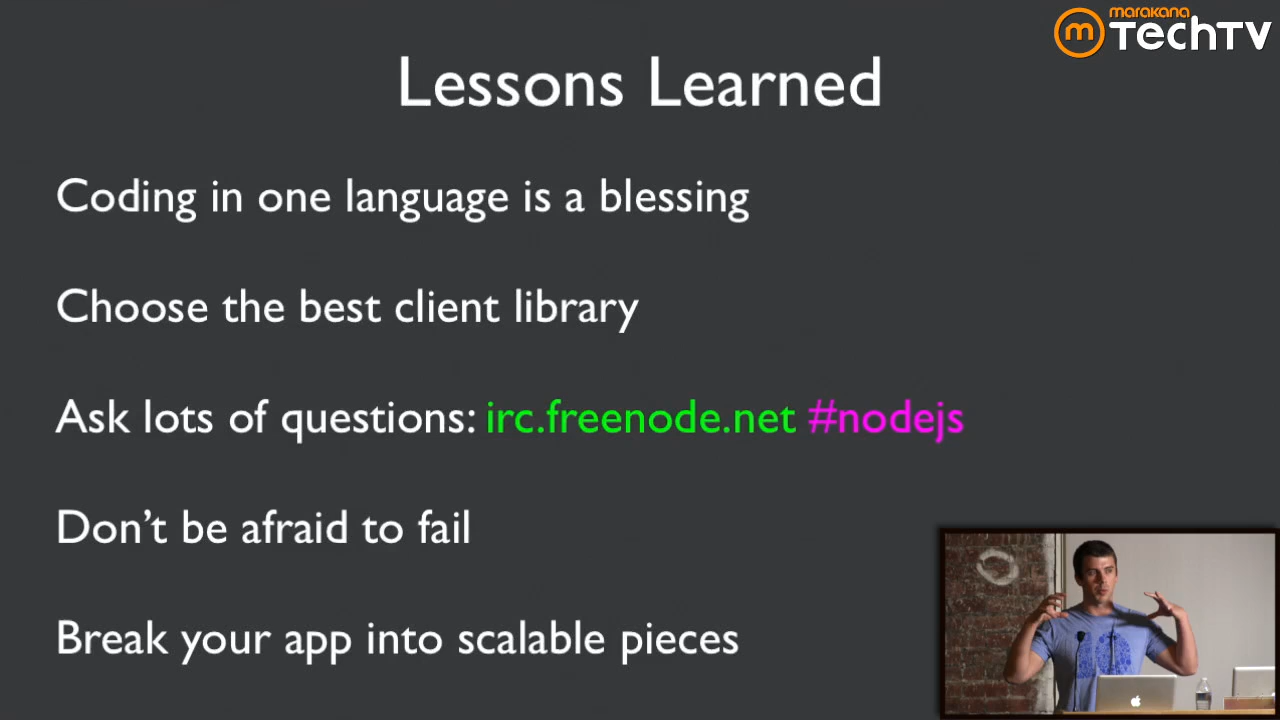 marakana
m TechTV
Lessons Learned
Coding in one language is a blessing
Choose the best client library
Ask lots of questions: irc.freenode.net #nodejs
Don’t be afraid to fail
Break your app into scalable pieces